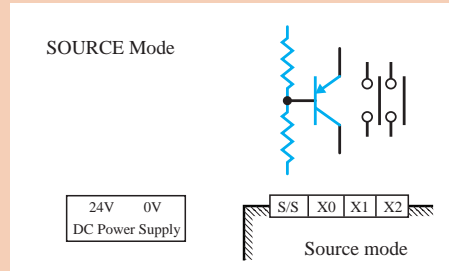 SOURCE Mode
24V 0V
DC Power Supply
S/S X0 X1 X2
Source mode